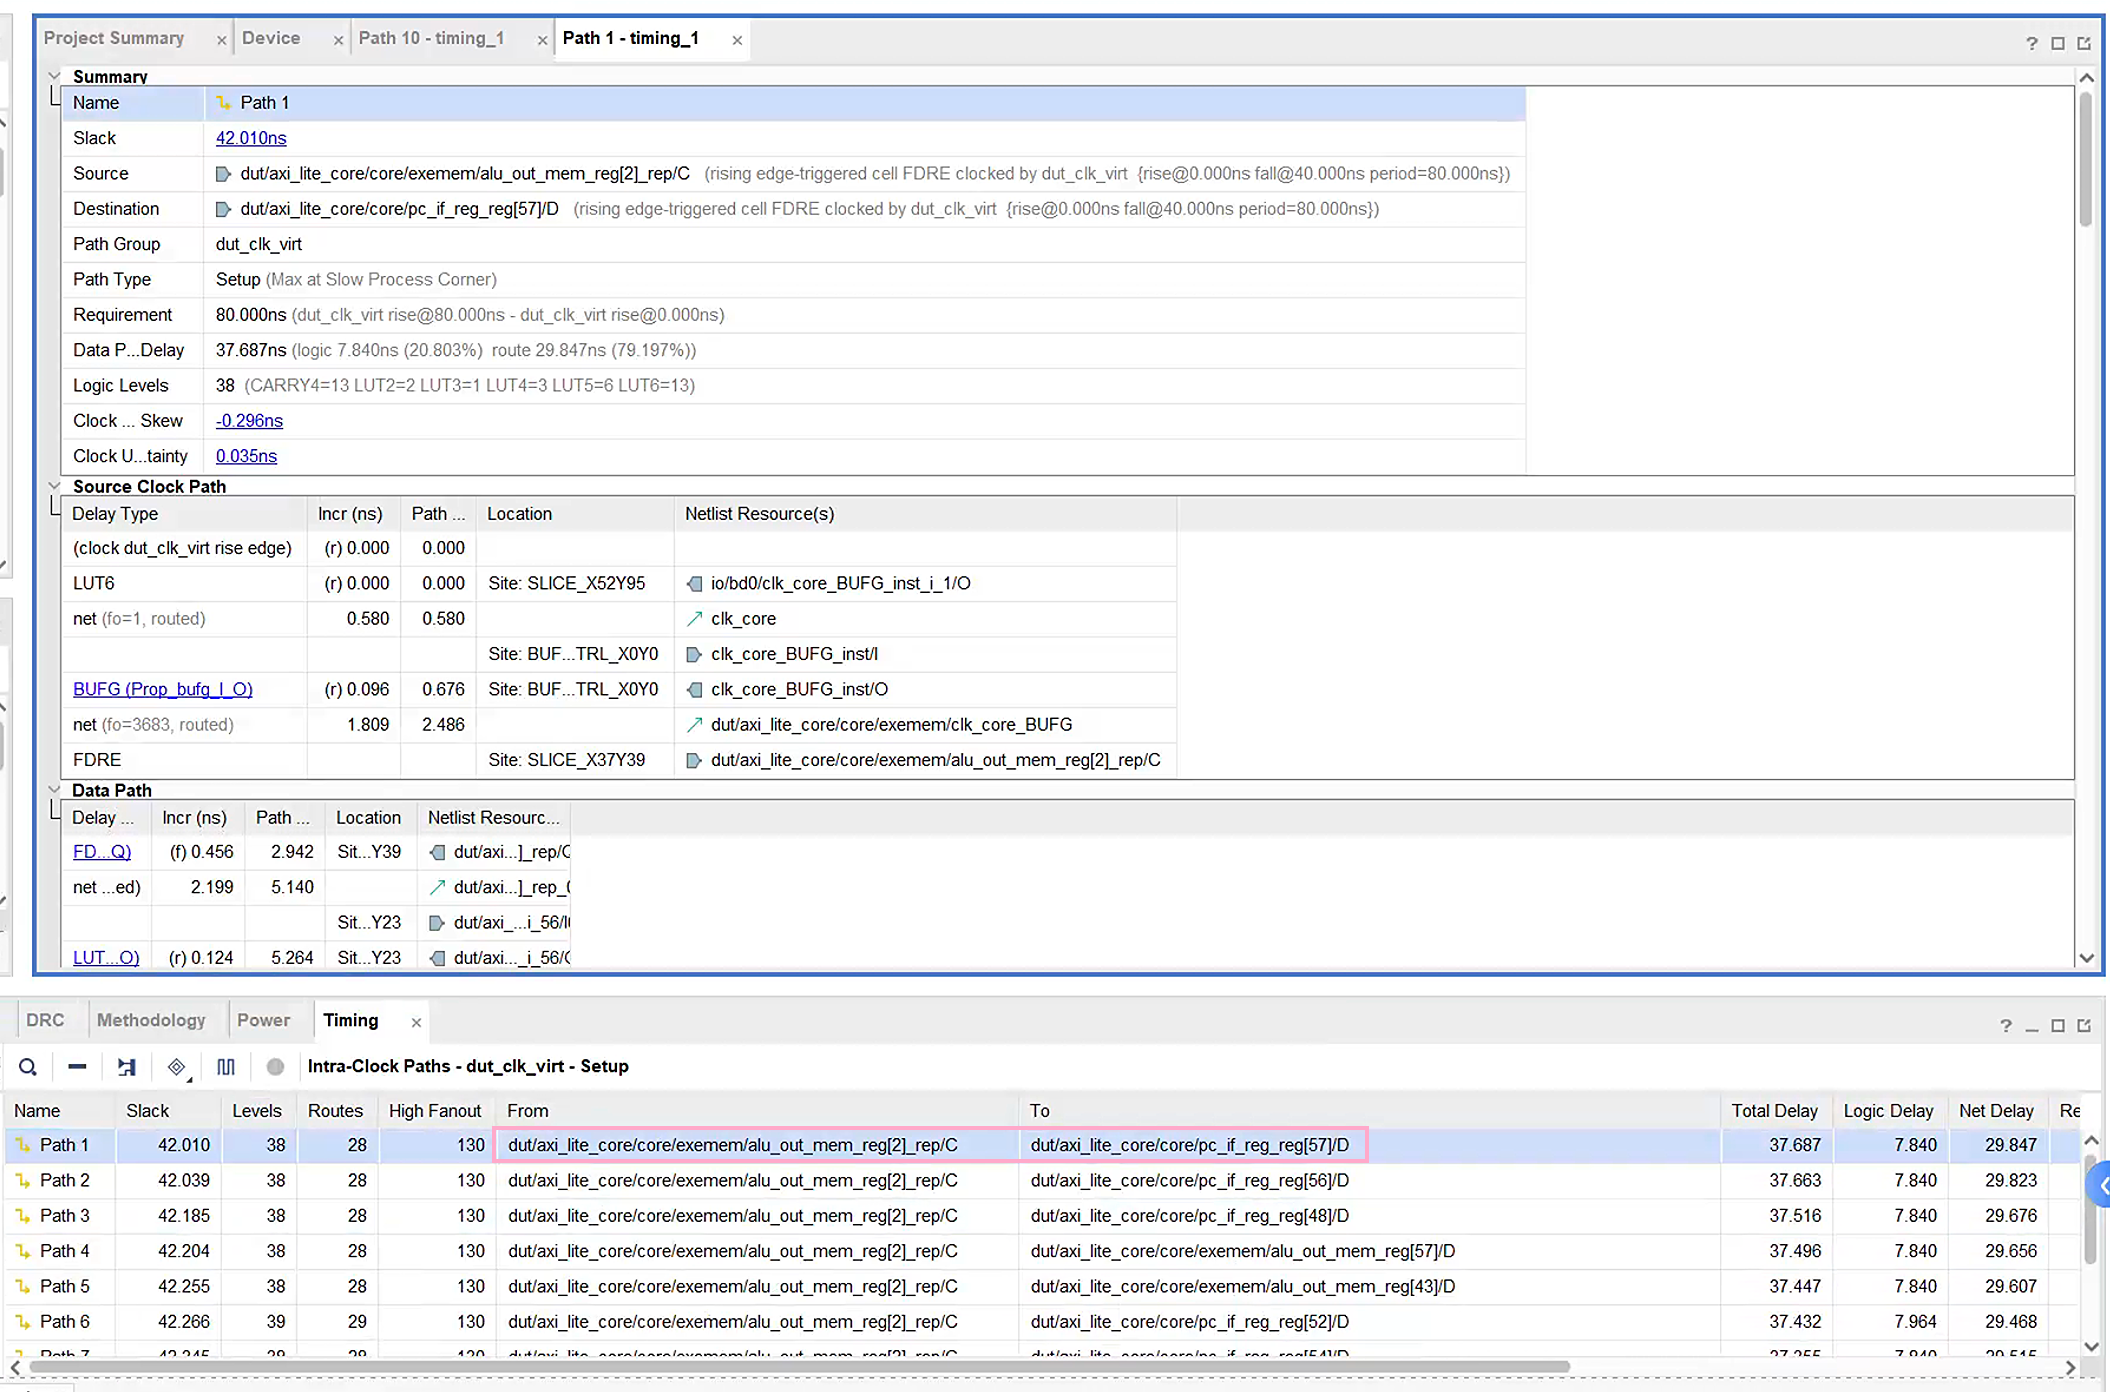 Project Summary × Device × Path 10 - timing_1 × Path 1 - timing_1 ×
Summary
Name Path 1
Slack 42.010ns
Source dut/axi_lite_core/core/exemem/alu_out_mem_reg[2]_rep/C (rising edge-triggered cell FDRE clocked by dut_clk_virt {rise@0.000ns fall@40.000ns period=80.000ns})
Destination dut/axi_lite_core/core/pc_if_reg_reg[57]/D (rising edge-triggered cell FDRE clocked by dut_clk_virt {rise@0.000ns fall@40.000ns period=80.000ns})
Path Group dut_clk_virt
Path Type Setup (Max at Slow Process Corner)
Requirement 80.000ns (dut_clk_virt rise@80.000ns - dut_clk_virt rise@0.000ns)
Data P...Delay 37.687ns (logic 7.840ns (20.803%) route 29.847ns (79.197%))
Logic Levels 38 (CARRY4=13 LUT2=2 LUT3=1 LUT4=3 LUT5=6 LUT6=13)
Clock ... Skew -0.296ns
Clock U...tainty 0.035ns
Source Clock Path
Delay Type Incr (ns) Path ... Location Netlist Resource(s)
(clock dut_clk_virt rise edge) (r) 0.000 0.000
LUT6 (r) 0.000 0.000 Site: SLICE_X52Y95 io/bd0/clk_core_BUFG_inst_i_1/O
net (fo=1, routed) 0.580 0.580 clk_core
Site: BUF...TRL_X0Y0 clk_core_BUFG_inst/I
BUFG (Prop_bufg_I_O) (r) 0.096 0.676 Site: BUF...TRL_X0Y0 clk_core_BUFG_inst/O
net (fo=3683, routed) 1.809 2.486 dut/axi_lite_core/core/exemem/clk_core_BUFG
FDRE Site: SLICE_X37Y39 dut/axi_lite_core/core/exemem/alu_out_mem_reg[2]_rep/C
Data Path
Delay ... Incr (ns) Path ... Location Netlist Resourc...
FD...Q) (f) 0.456 2.942 Sit...Y39 dut/axi...]_rep/Q
net ...ed) 2.199 5.140 dut/axi...]_rep_0
Sit...Y23 dut/axi_...i_56/I
LUT...O) (r) 0.124 5.264 Sit...Y23 dut/axi..._i_56/O
DRC Methodology Power Timing ×
Intra-Clock Paths - dut_clk_virt - Setup
Name Slack Levels Routes High Fanout From To Total Delay Logic Delay Net Delay Re
Path 1 42.010 38 28 130 dut/axi_lite_core/core/exemem/alu_out_mem_reg[2]_rep/C dut/axi_lite_core/core/pc_if_reg_reg[57]/D 37.687 7.840 29.847
Path 2 42.039 38 28 130 dut/axi_lite_core/core/exemem/alu_out_mem_reg[2]_rep/C dut/axi_lite_core/core/pc_if_reg_reg[56]/D 37.663 7.840 29.823
Path 3 42.185 38 28 130 dut/axi_lite_core/core/exemem/alu_out_mem_reg[2]_rep/C dut/axi_lite_core/core/pc_if_reg_reg[48]/D 37.516 7.840 29.676
Path 4 42.204 38 28 130 dut/axi_lite_core/core/exemem/alu_out_mem_reg[2]_rep/C dut/axi_lite_core/core/exemem/alu_out_mem_reg[57]/D 37.496 7.840 29.656
Path 5 42.255 38 28 130 dut/axi_lite_core/core/exemem/alu_out_mem_reg[2]_rep/C dut/axi_lite_core/core/exemem/alu_out_mem_reg[43]/D 37.447 7.840 29.607
Path 6 42.266 39 29 130 dut/axi_lite_core/core/exemem/alu_out_mem_reg[2]_rep/C dut/axi_lite_core/core/pc_if_reg_reg[52]/D 37.432 7.964 29.468